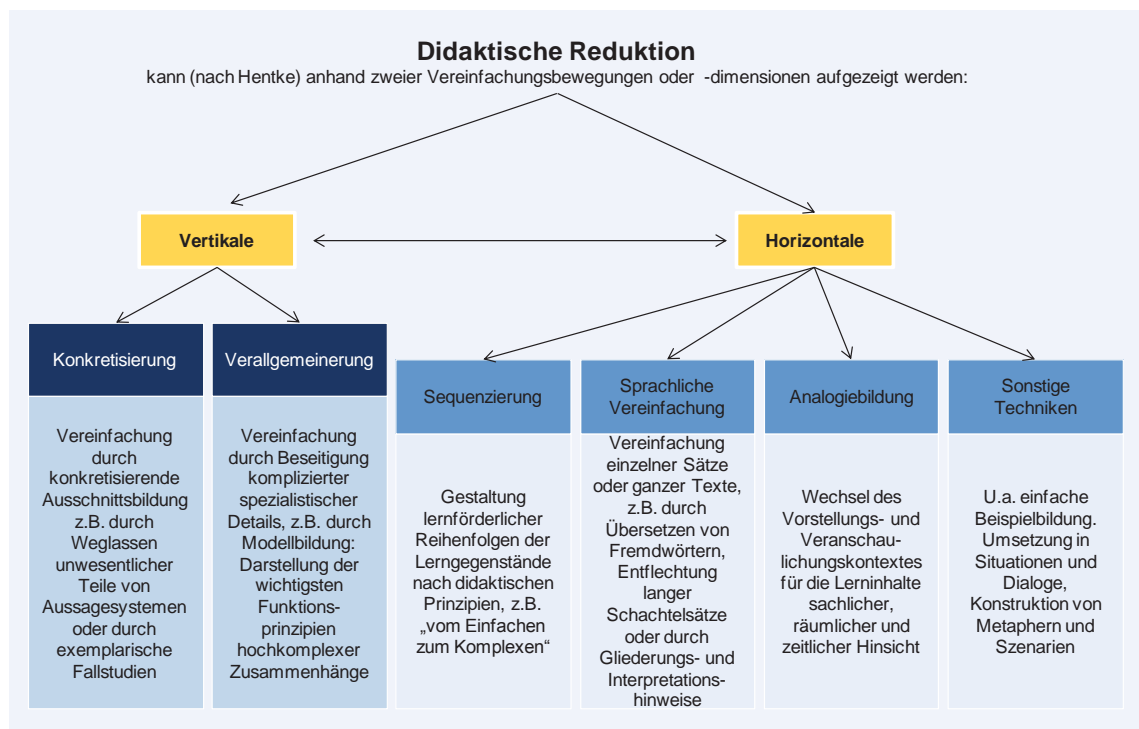 Didaktische Reduktion
kann (nach Hentke) anhand zweier Vereinfachungsbewegungen oder -dimensionen aufgezeigt werden:
Vertikale
Horizontale
Konkretisierung
Vereinfachung
durch
konkretisierende
Ausschnittsbildung
z.B. durch
Weglassen
unwesentlicher
Teile von
Aussagesystemen
oder durch
exemplarische
Fallstudien
Verallgemeinerung
Vereinfachung
durch Beseitigung
komplizierter
spezialistischer
Details, z.B. durch
Modellbildung:
Darstellung der
wichtigsten
Funktions-
prinzipien
hochkomplexer
Zusammenhänge
Sequenzierung
Gestaltung
lernförderlicher
Reihenfolgen der
Lerngegenstände
nach didaktischen
Prinzipien, z.B.
„vom Einfachen
zum Komplexen“
Sprachliche
Vereinfachung
Vereinfachung
einzelner Sätze
oder ganzer Texte,
z.B. durch
Übersetzen von
Fremdwörtern,
Entflechtung
langer
Schachtelsätze
oder durch
Gliederungs- und
Interpretations-
hinweise
Analogiebildung
Wechsel des
Vorstellungs- und
Veranschau-
lichungskontextes
für die Lerninhalte
sachlicher,
räumlicher und
zeitlicher Hinsicht
Sonstige
Techniken
U.a. einfache
Beispielbildung.
Umsetzung in
Situationen und
Dialoge,
Konstruktion von
Metaphern und
Szenarien